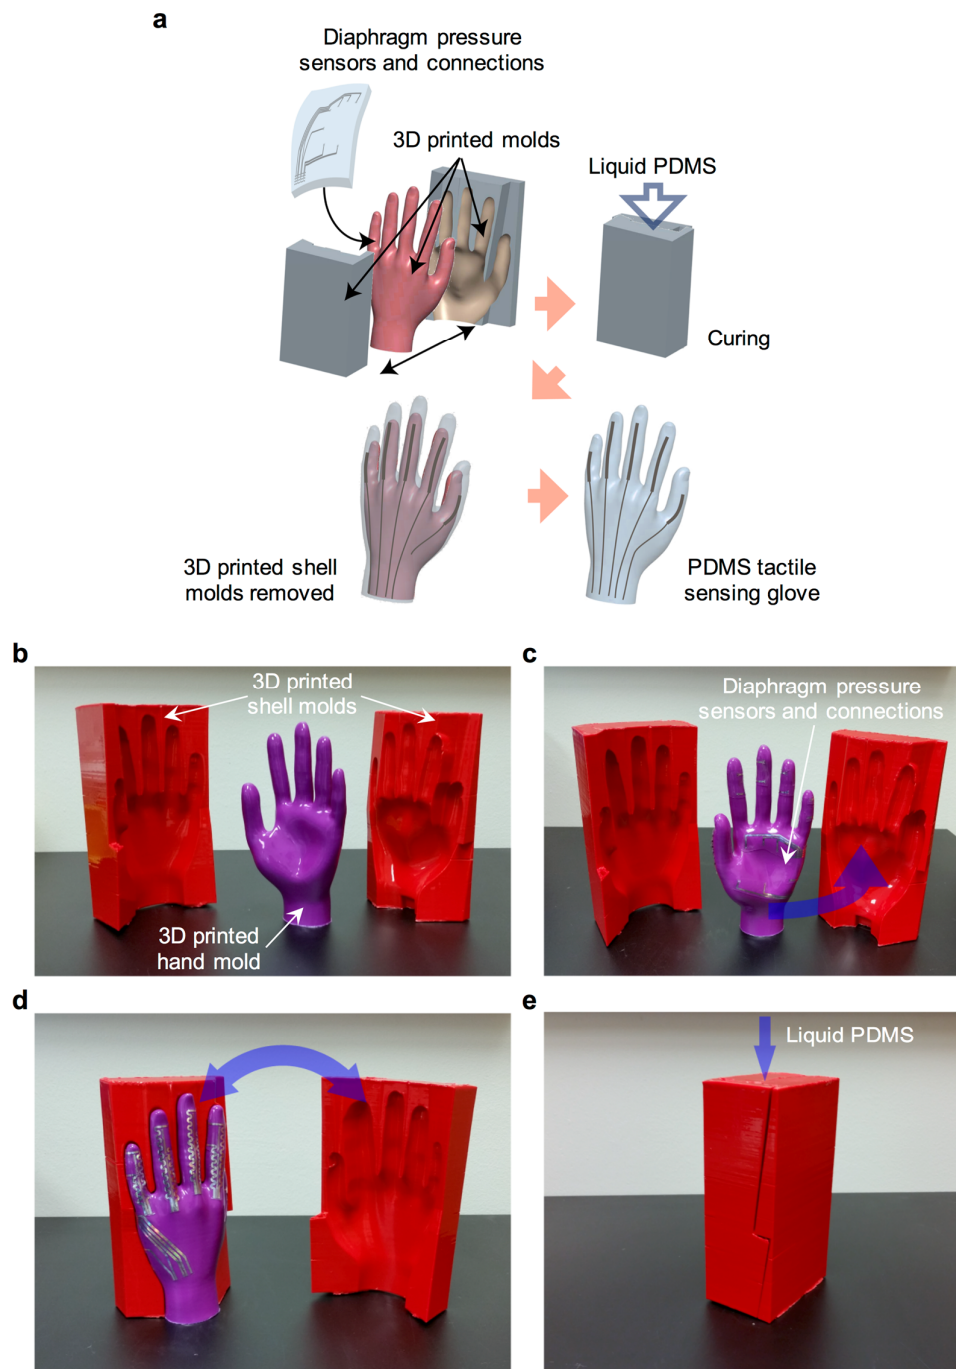 a
Diaphragm pressure
sensors and connections
3D printed molds
Liquid PDMS
Curing
3D printed shell
molds removed
PDMS tactile
sensing glove
b
3D printed
shell molds
3D printed
hand mold
c
Diaphragm pressure
sensors and connections
d
e
Liquid PDMS